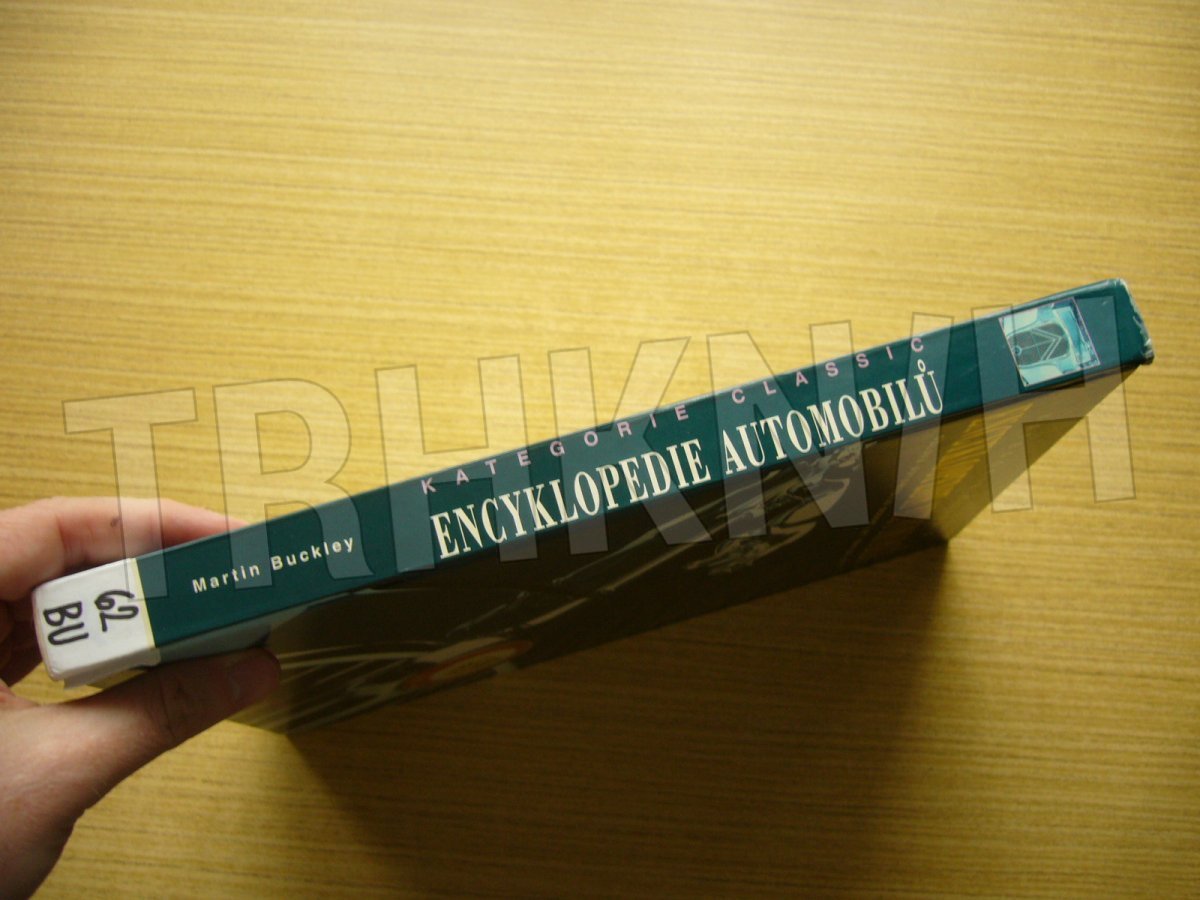 KATEGORIE CLASSIC
ENCYKLOPEDIE AUTOMOBILŮ
Martin Buckley
62
BU
TRHKNIH